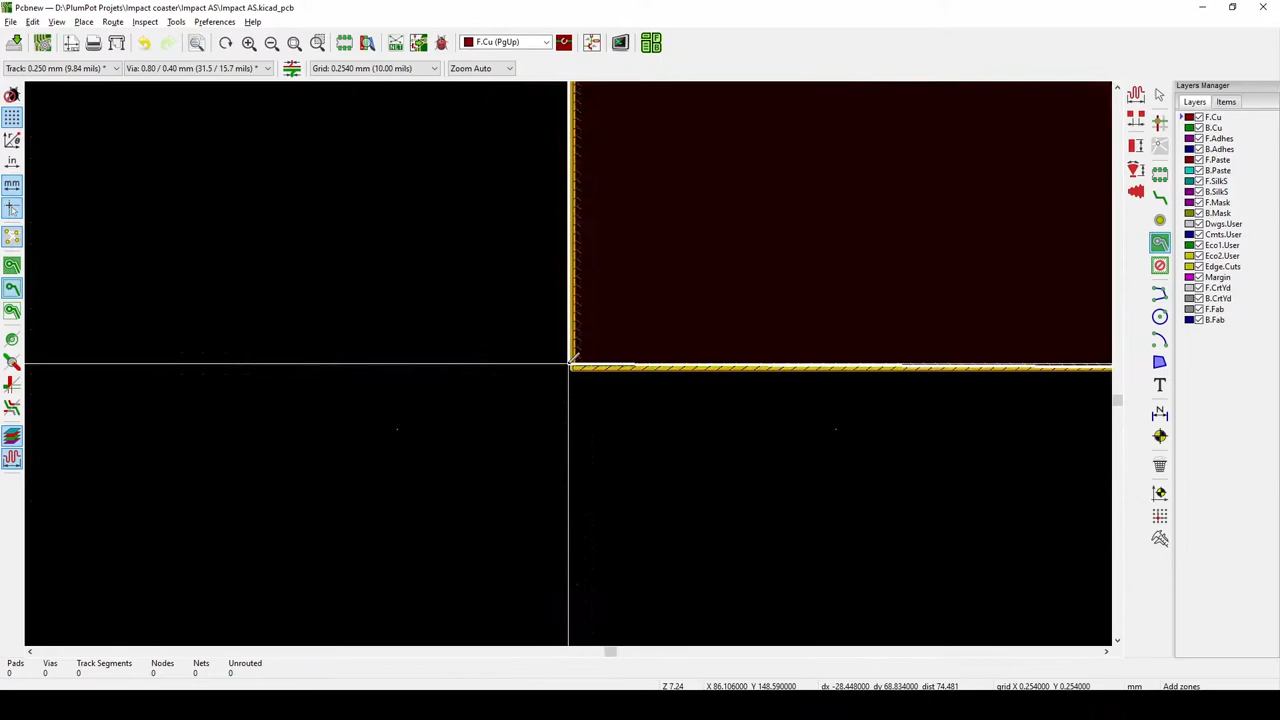 Pcbnew — D:\PlumPot Projets\Impact coaster\Impact AS\Impact AS.kicad_pcb
File Edit View Place Route Inspect Tools Preferences Help
F.Cu (PgUp)
Track: 0.250 mm (9.84 mils) * Via: 0.80 / 0.40 mm (31.5 / 15.7 mils) * Grid: 0.2540 mm (10.00 mils) Zoom Auto
Layers Manager
Layers Items
F.Cu
B.Cu
F.Adhes
B.Adhes
F.Paste
B.Paste
F.SilkS
B.SilkS
F.Mask
B.Mask
Dwgs.User
Cmts.User
Eco1.User
Eco2.User
Edge.Cuts
Margin
F.CrtYd
B.CrtYd
F.Fab
B.Fab
in
mm
T
N
NET
Pads Vias Track Segments Nodes Nets Unrouted
0 0 0 0 0 0
Z 7.24 X 86.106000 Y 148.590000 dx -28.448000 dy 68.834000 dist 74.481 grid X 0.254000 Y 0.254000 mm Add zones